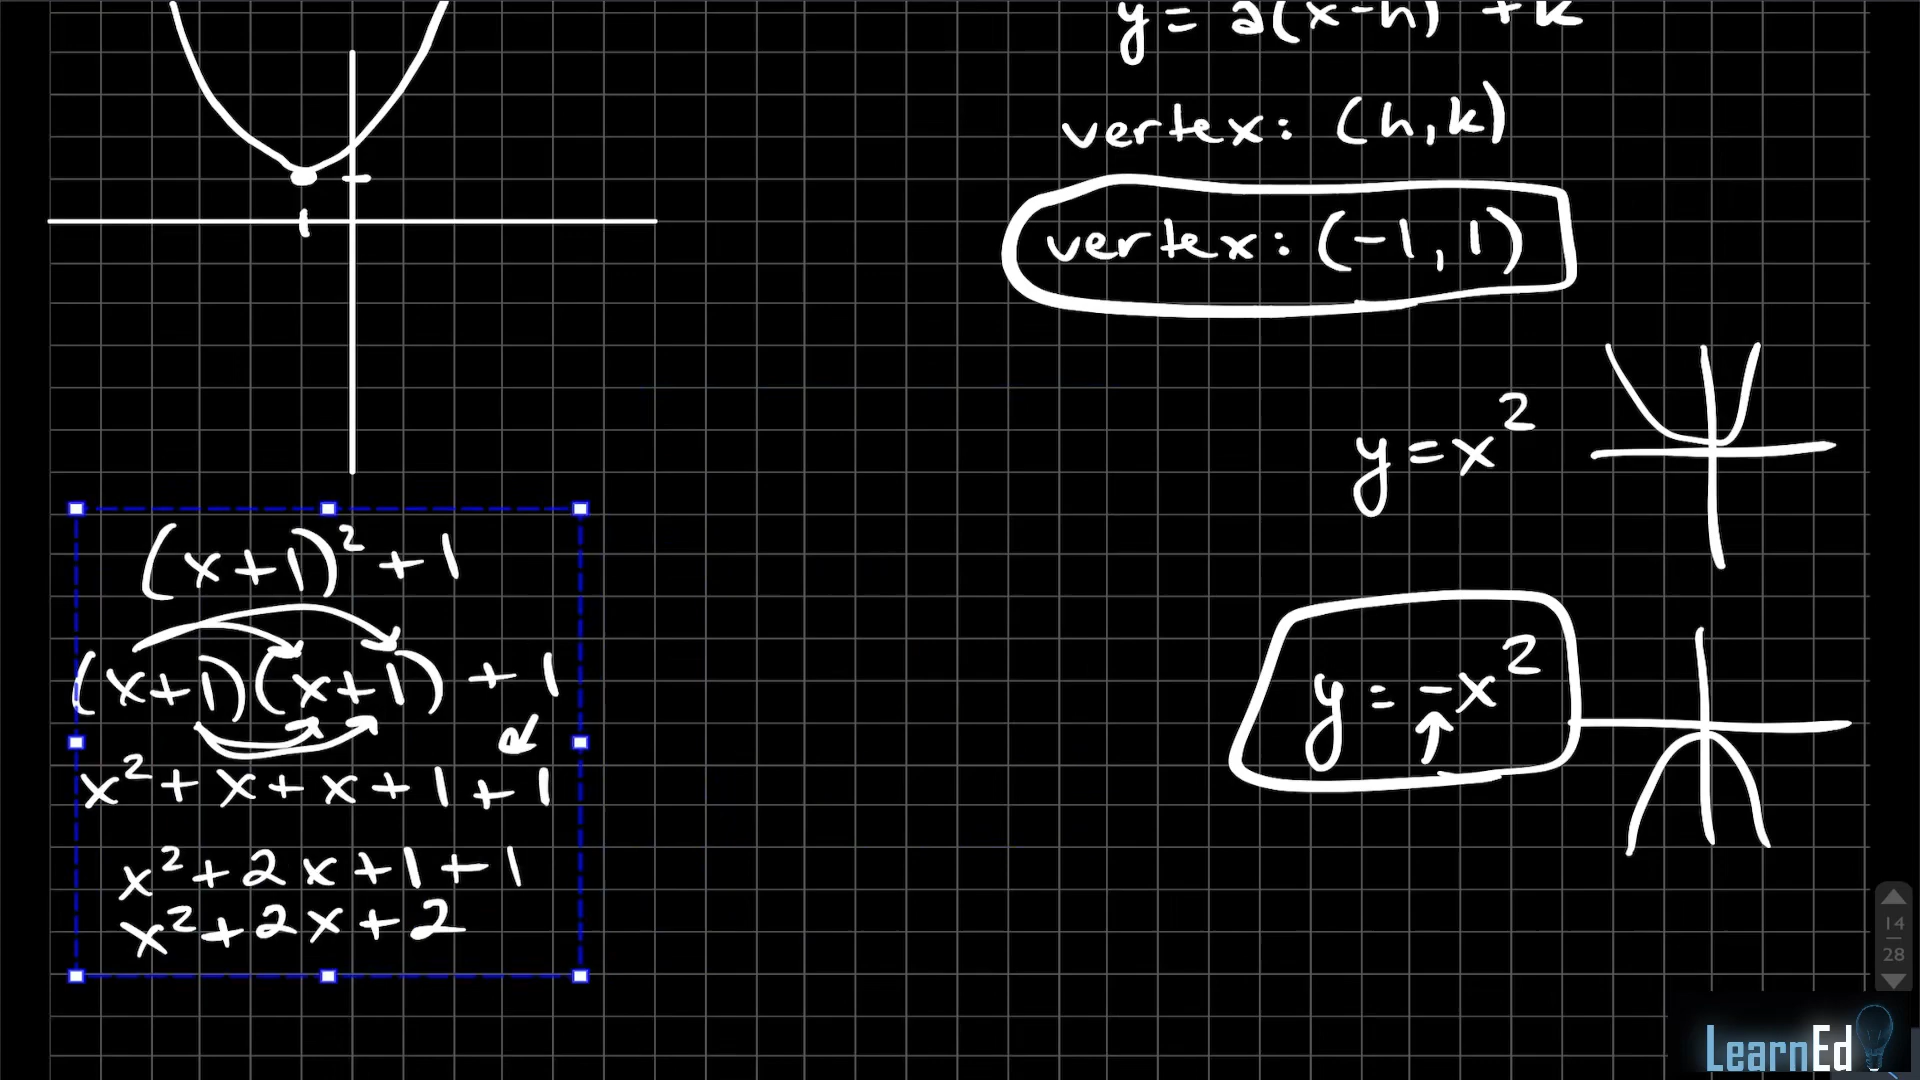 y = a(x-h) + k
vertex: (h,k)
vertex: (-1,1)
y=x²
y=-x²
(x+1)²+1
(x+1)(x+1)+1
x²+x+x+1+1
x²+2x+1+1
x²+2x+2
14
28
LearnEd